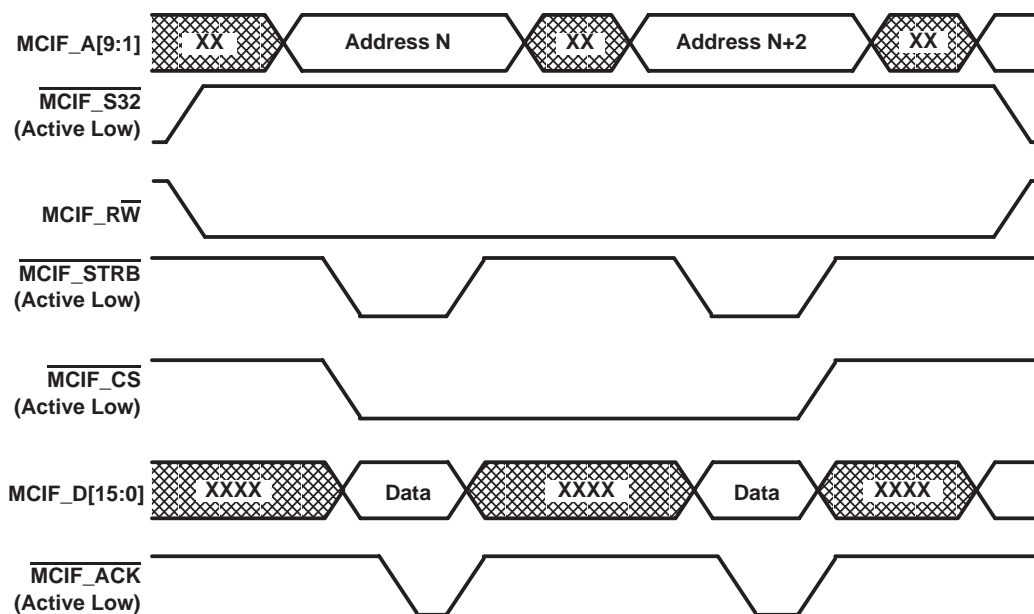 MCIF_A[9:1] XX Address N XX Address N+2 XX
MCIF_S32
(Active Low)
MCIF_RW
MCIF_STRB
(Active Low)
MCIF_CS
(Active Low)
MCIF_D[15:0] XXXX Data XXXX Data XXXX
MCIF_ACK
(Active Low)